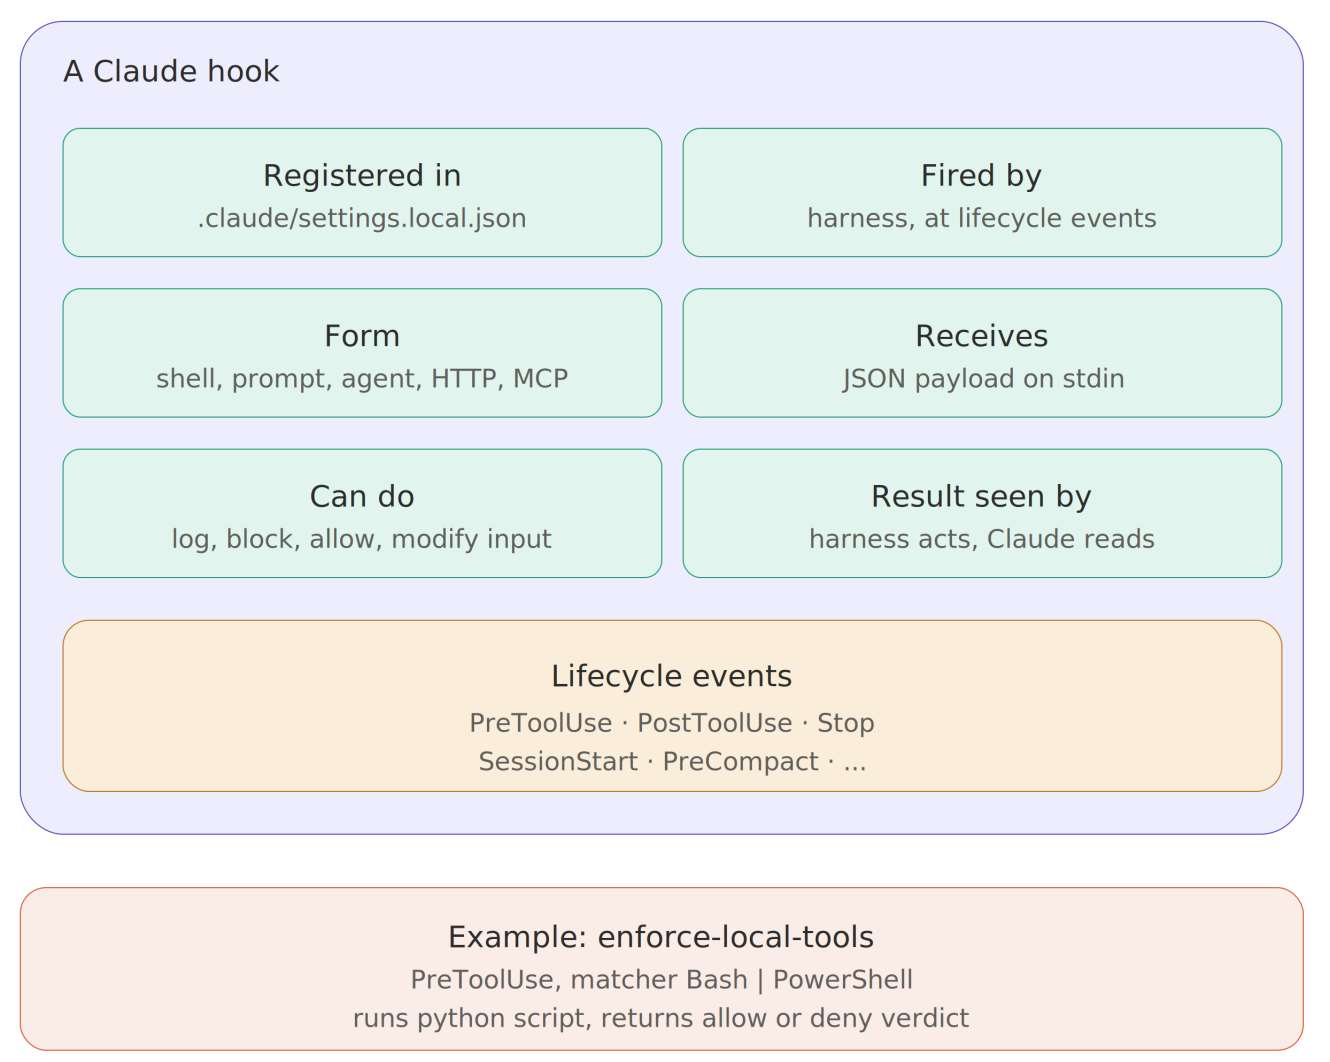 A Claude hook
Registered in
.claude/settings.local.json
Fired by
harness, at lifecycle events
Form
shell, prompt, agent, HTTP, MCP
Receives
JSON payload on stdin
Can do
log, block, allow, modify input
Result seen by
harness acts, Claude reads
Lifecycle events
PreToolUse · PostToolUse · Stop
SessionStart · PreCompact · ...
Example: enforce-local-tools
PreToolUse, matcher Bash | PowerShell
runs python script, returns allow or deny verdict